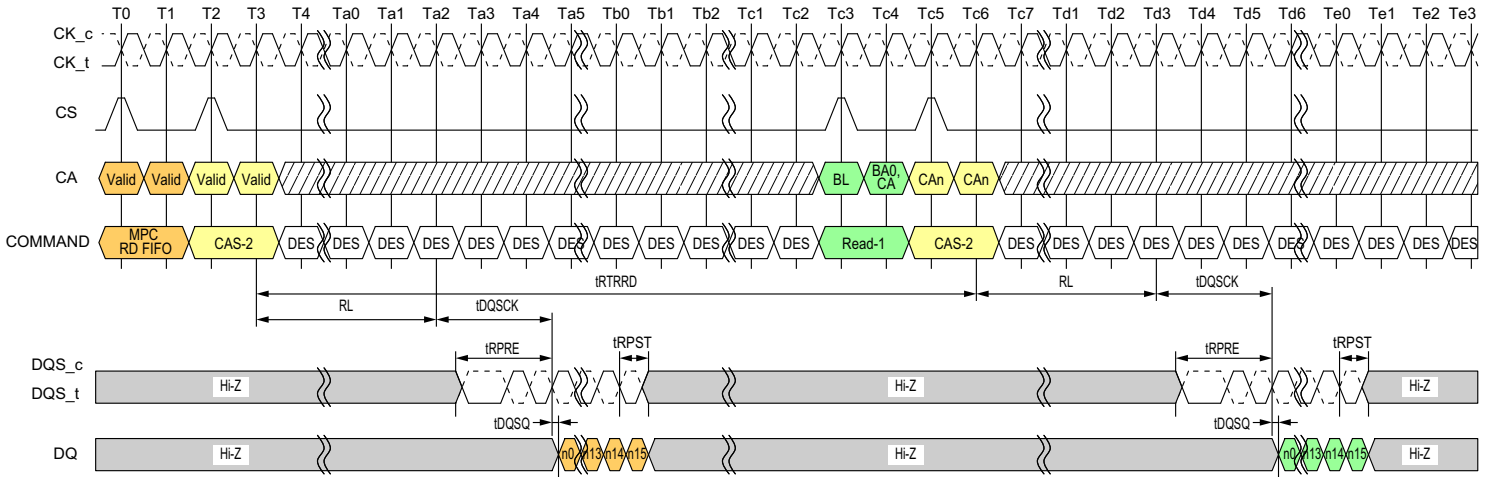 T0 T1 T2 T3 T4 Ta0 Ta1 Ta2 Ta3 Ta4 Ta5 Tb0 Tb1 Tb2 Tc1 Tc2 Tc3 Tc4 Tc5 Tc6 Tc7 Td1 Td2 Td3 Td4 Td5 Td6 Te0 Te1 Te2 Te3
CK_c
CK_t
CS
CA Valid Valid Valid Valid BL BA0, CA CAn CAn
COMMAND MPC RD FIFO CAS-2 DES DES DES DES DES DES DES DES DES DES DES DES Read-1 CAS-2 DES DES DES DES DES DES DES DES DES DES DES
tRTRRD
RL tDQSCK RL tDQSCK
tRPRE tRPST tRPRE tRPST
DQS_c
DQS_t Hi-Z Hi-Z Hi-Z
tDQSQ tDQSQ
DQ Hi-Z n0 n13 n14 n15 Hi-Z n0 n13 n14 n15 Hi-Z